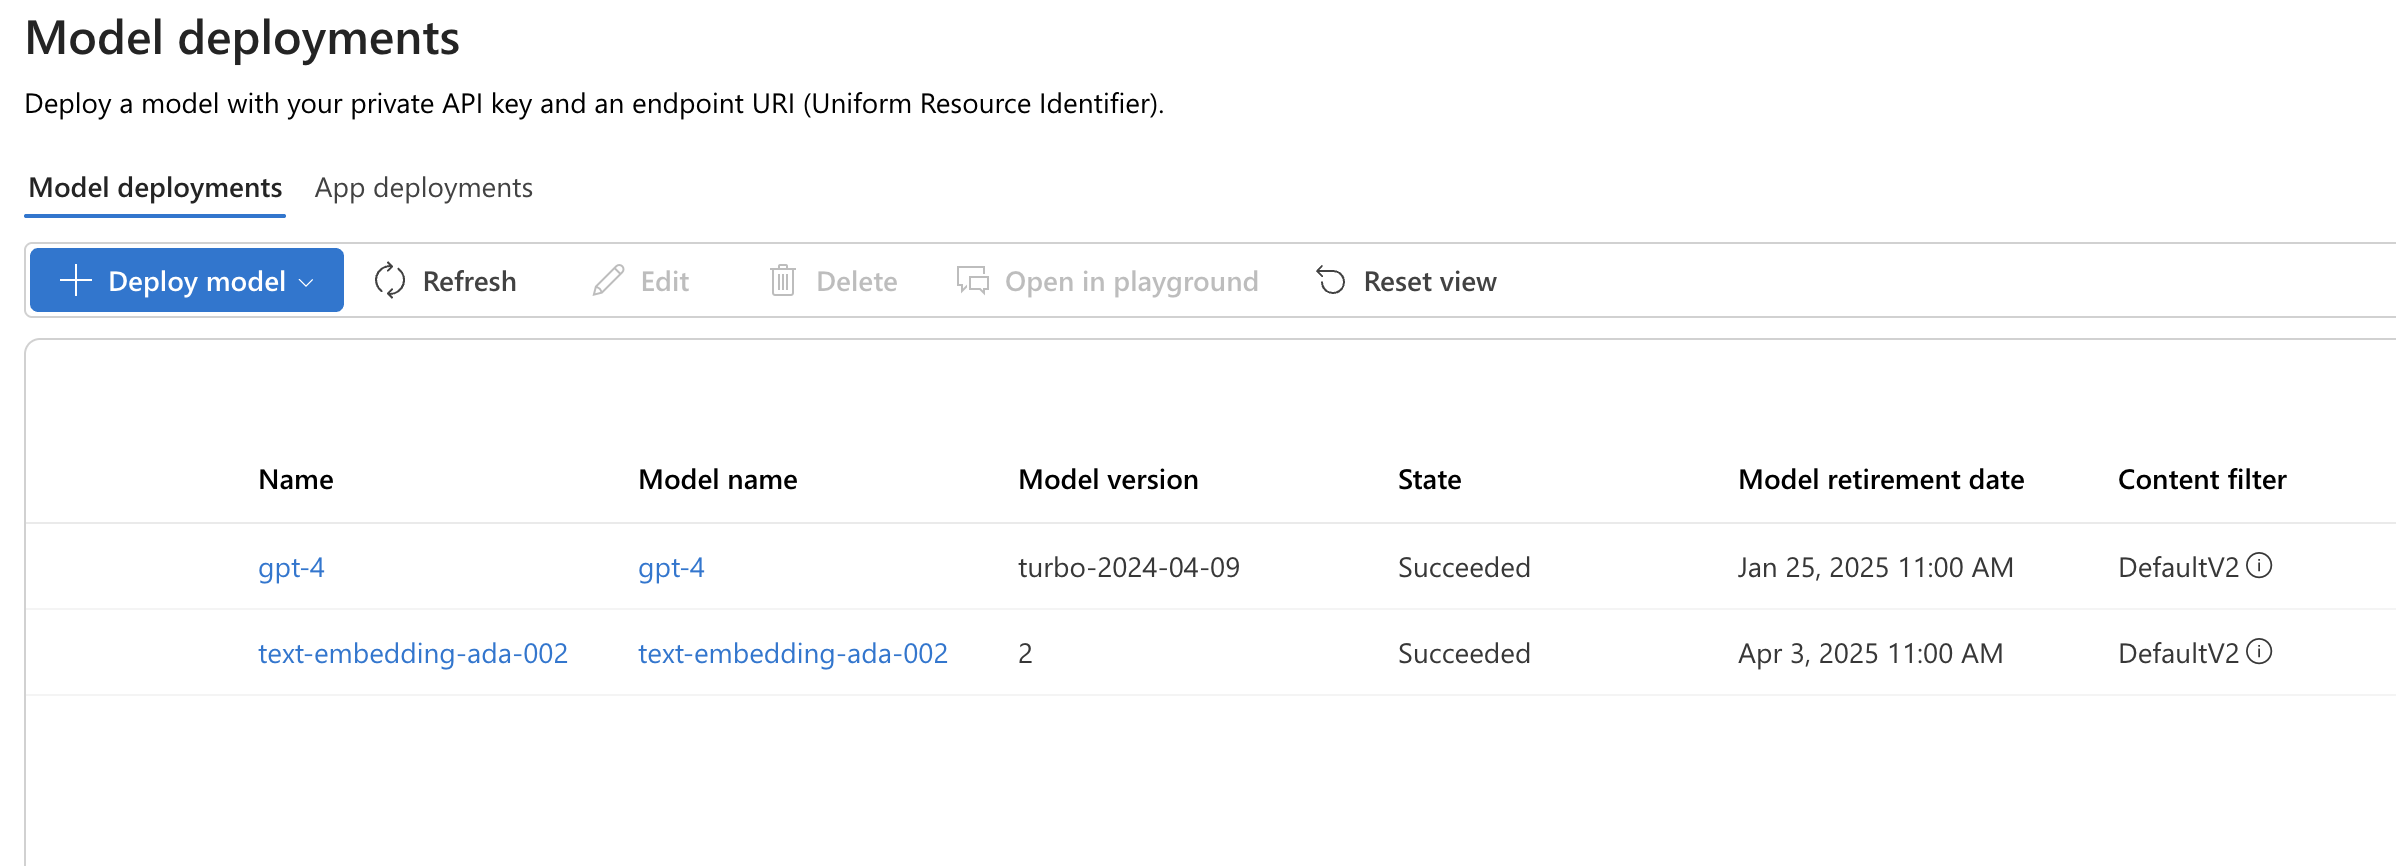 Model deployments
Deploy a model with your private API key and an endpoint URI (Uniform Resource Identifier).
Model deployments App deployments
Deploy model Refresh Edit Delete Open in playground Reset view
Name Model name Model version State Model retirement date Content filter
gpt-4 gpt-4 turbo-2024-04-09 Succeeded Jan 25, 2025 11:00 AM DefaultV2
text-embedding-ada-002 text-embedding-ada-002 2 Succeeded Apr 3, 2025 11:00 AM DefaultV2